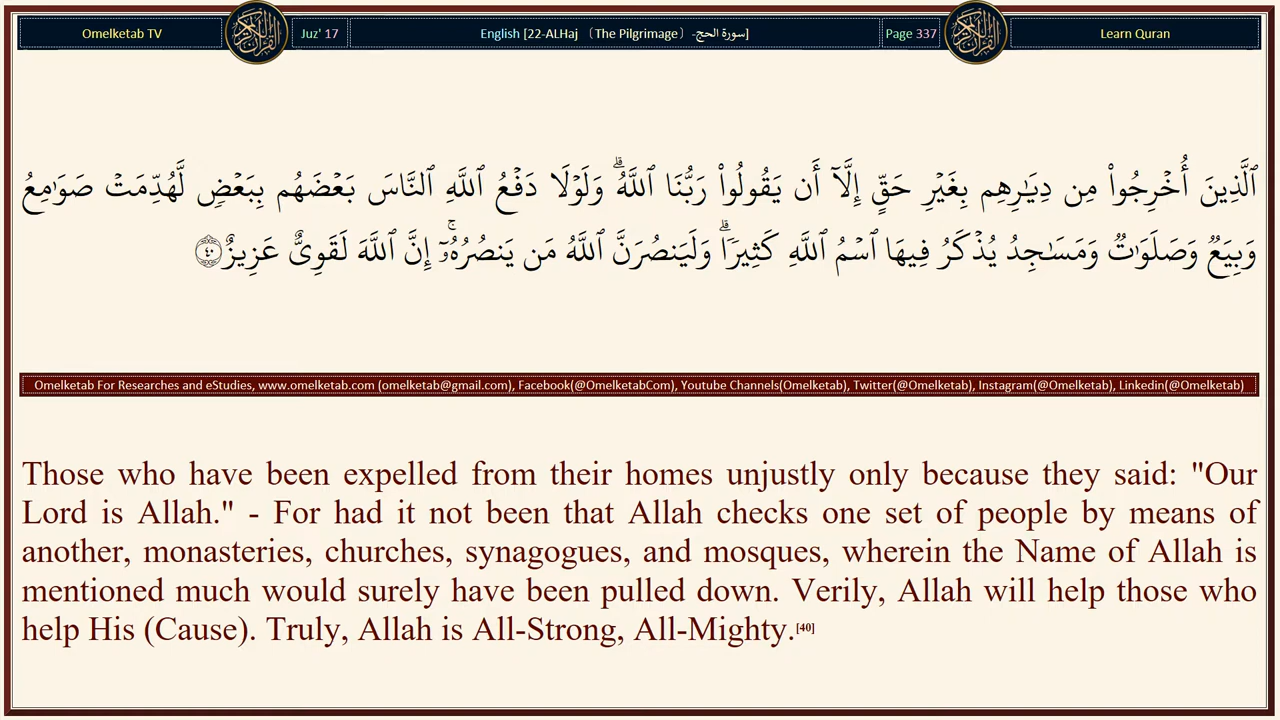 Omelketab TV
Juz' 17
English [22-ALHaj （The Pilgrimage）-سورة الحج]
Page 337
Learn Quran
ٱلَّذِينَ أُخۡرِجُواْ مِن دِيَٰرِهِم بِغَيۡرِ حَقٍّ إِلَّآ أَن يَقُولُواْ رَبُّنَا ٱللَّهُۗ وَلَوۡلَا دَفۡعُ ٱللَّهِ ٱلنَّاسَ بَعۡضَهُم بِبَعۡضٖ لَّهُدِّمَتۡ صَوَٰمِعُ
وَبِيَعٞ وَصَلَوَٰتٞ وَمَسَٰجِدُ يُذۡكَرُ فِيهَا ٱسۡمُ ٱللَّهِ كَثِيرٗاۗ وَلَيَنصُرَنَّ ٱللَّهُ مَن يَنصُرُهُۥٓۚ إِنَّ ٱللَّهَ لَقَوِيٌّ عَزِيزٌ ٤٠
Omelketab For Researches and eStudies, www.omelketab.com (omelketab@gmail.com), Facebook(@OmelketabCom), Youtube Channels(Omelketab), Twitter(@Omelketab), Instagram(@Omelketab), Linkedin(@Omelketab)
Those who have been expelled from their homes unjustly only because they said: "Our
Lord is Allah." - For had it not been that Allah checks one set of people by means of
another, monasteries, churches, synagogues, and mosques, wherein the Name of Allah is
mentioned much would surely have been pulled down. Verily, Allah will help those who
help His (Cause). Truly, Allah is All-Strong, All-Mighty.[40]